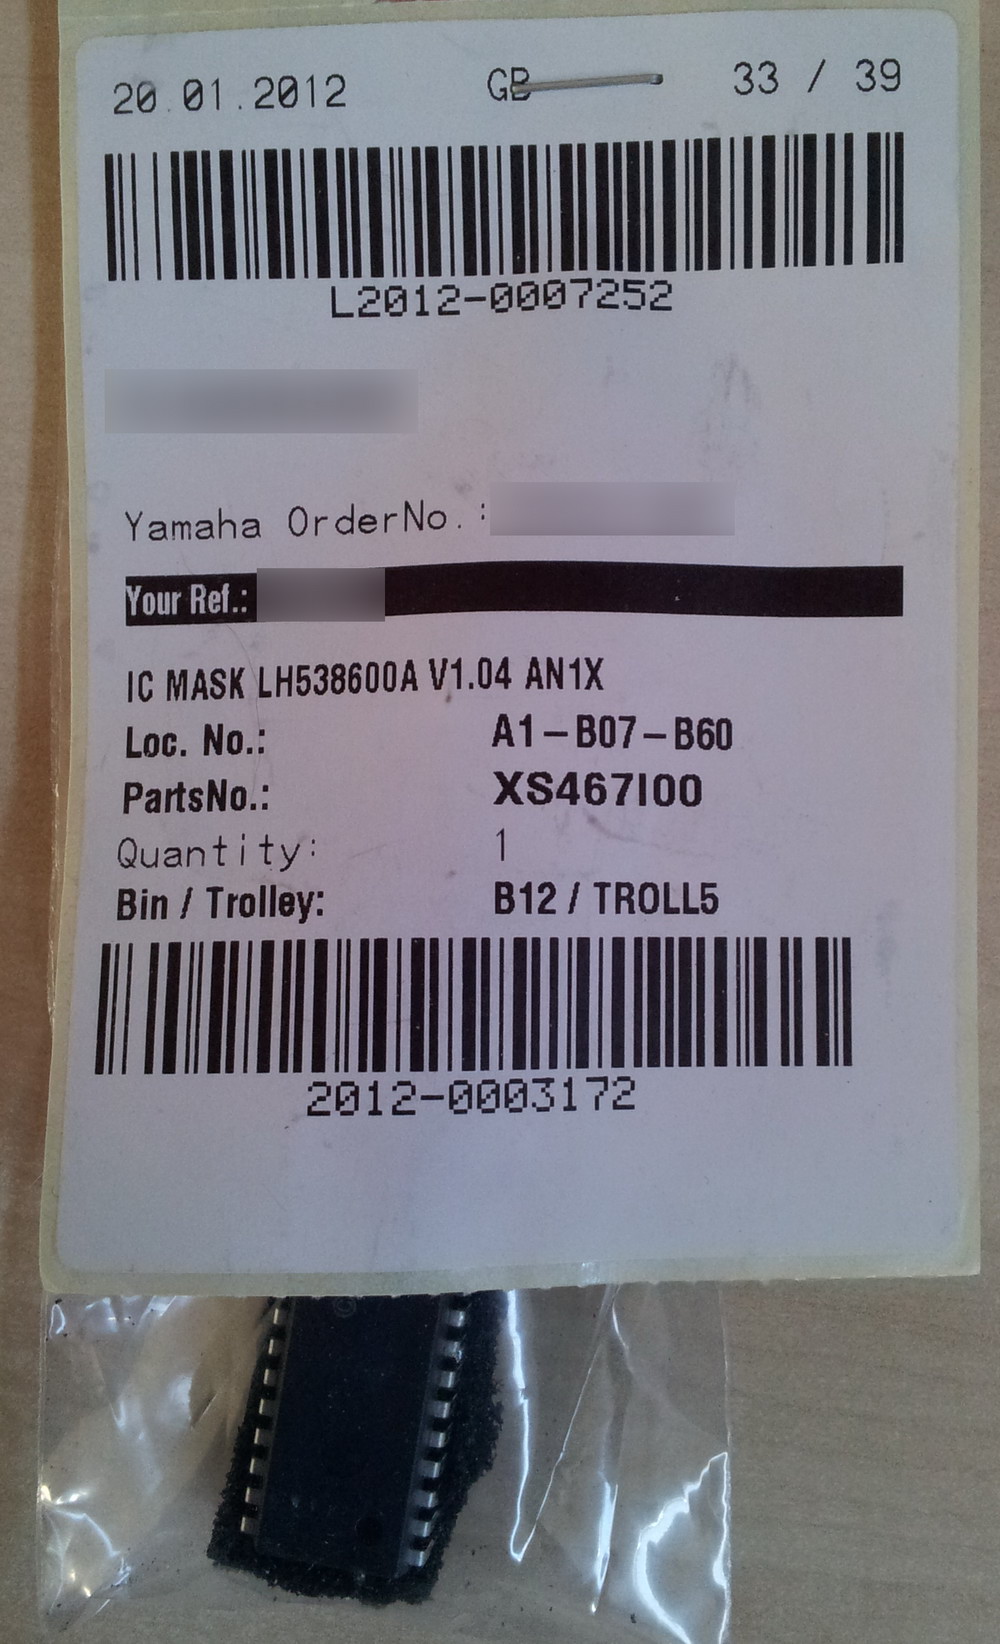 20.01.2012 GB 33 / 39
L2012-0007252
Yamaha OrderNo.:
Your Ref.:
IC MASK LH538600A V1.04 AN1X
Loc. No.: A1-B07-B60
PartsNo.: XS467I00
Quantity: 1
Bin / Trolley: B12 / TROLL5
2012-0003172